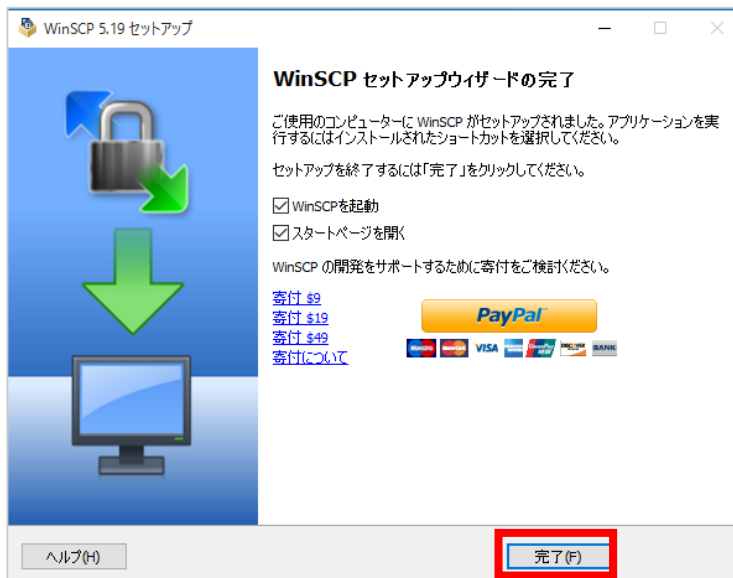 WinSCP 5.19 セットアップ
WinSCP セットアップウィザードの完了
ご使用のコンピューターに WinSCP がセットアップされました。アプリケーションを実
行するにはインストールされたショートカットを選択してください。
セットアップを終了するには「完了」をクリックしてください。
WinSCPを起動
スタートページを開く
WinSCP の開発をサポートするために寄付をご検討ください。
寄付 $9
寄付 $19
寄付 $49
寄付について
PayPal
VISA
BANK
ヘルプ(H)
完了(F)